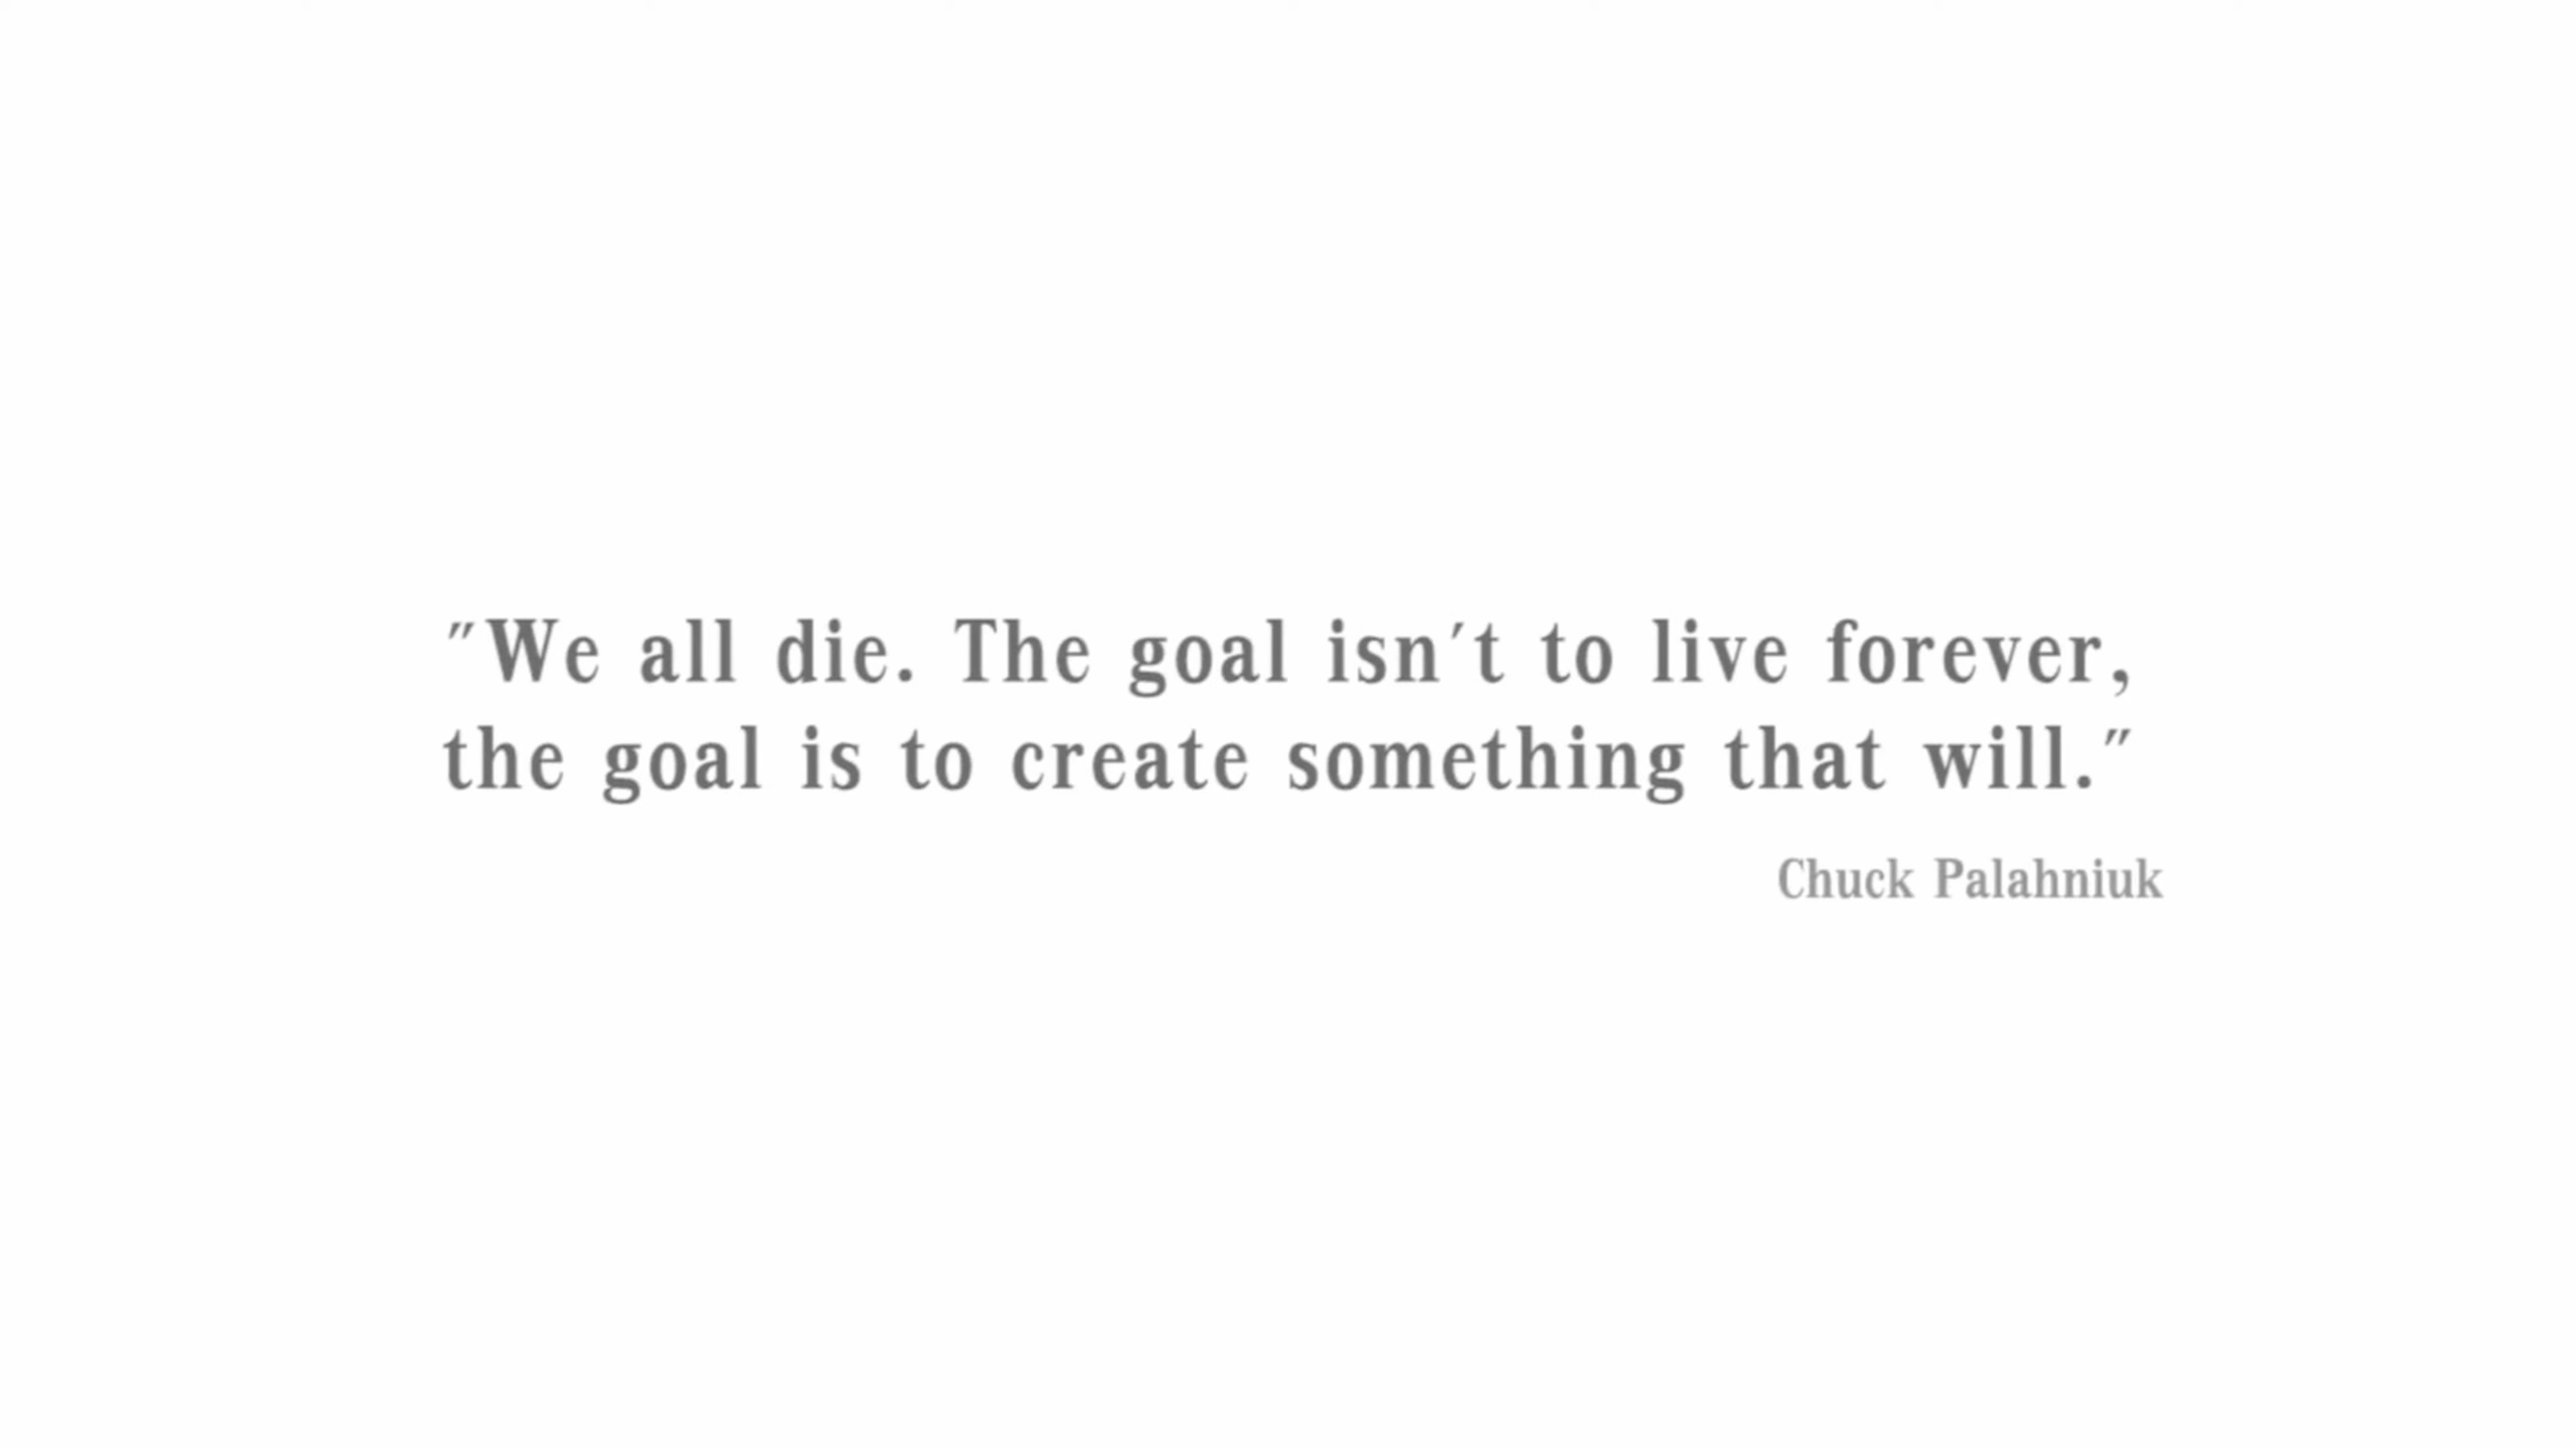 "We all die. The goal isn't to live forever,
the goal is to create something that will."
Chuck Palahniuk